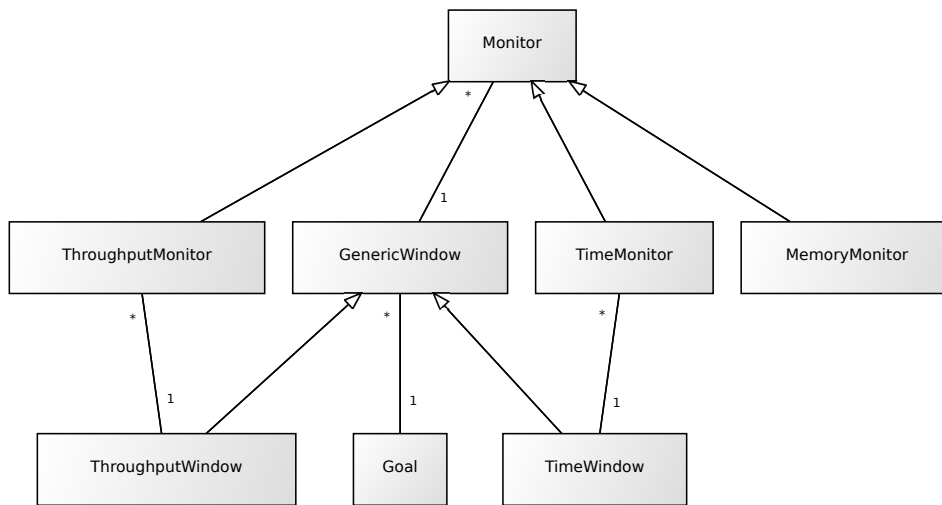 Monitor
*
1
ThroughputMonitor
GenericWindow
TimeMonitor
MemoryMonitor
*
*
*
1
1
1
ThroughputWindow
Goal
TimeWindow